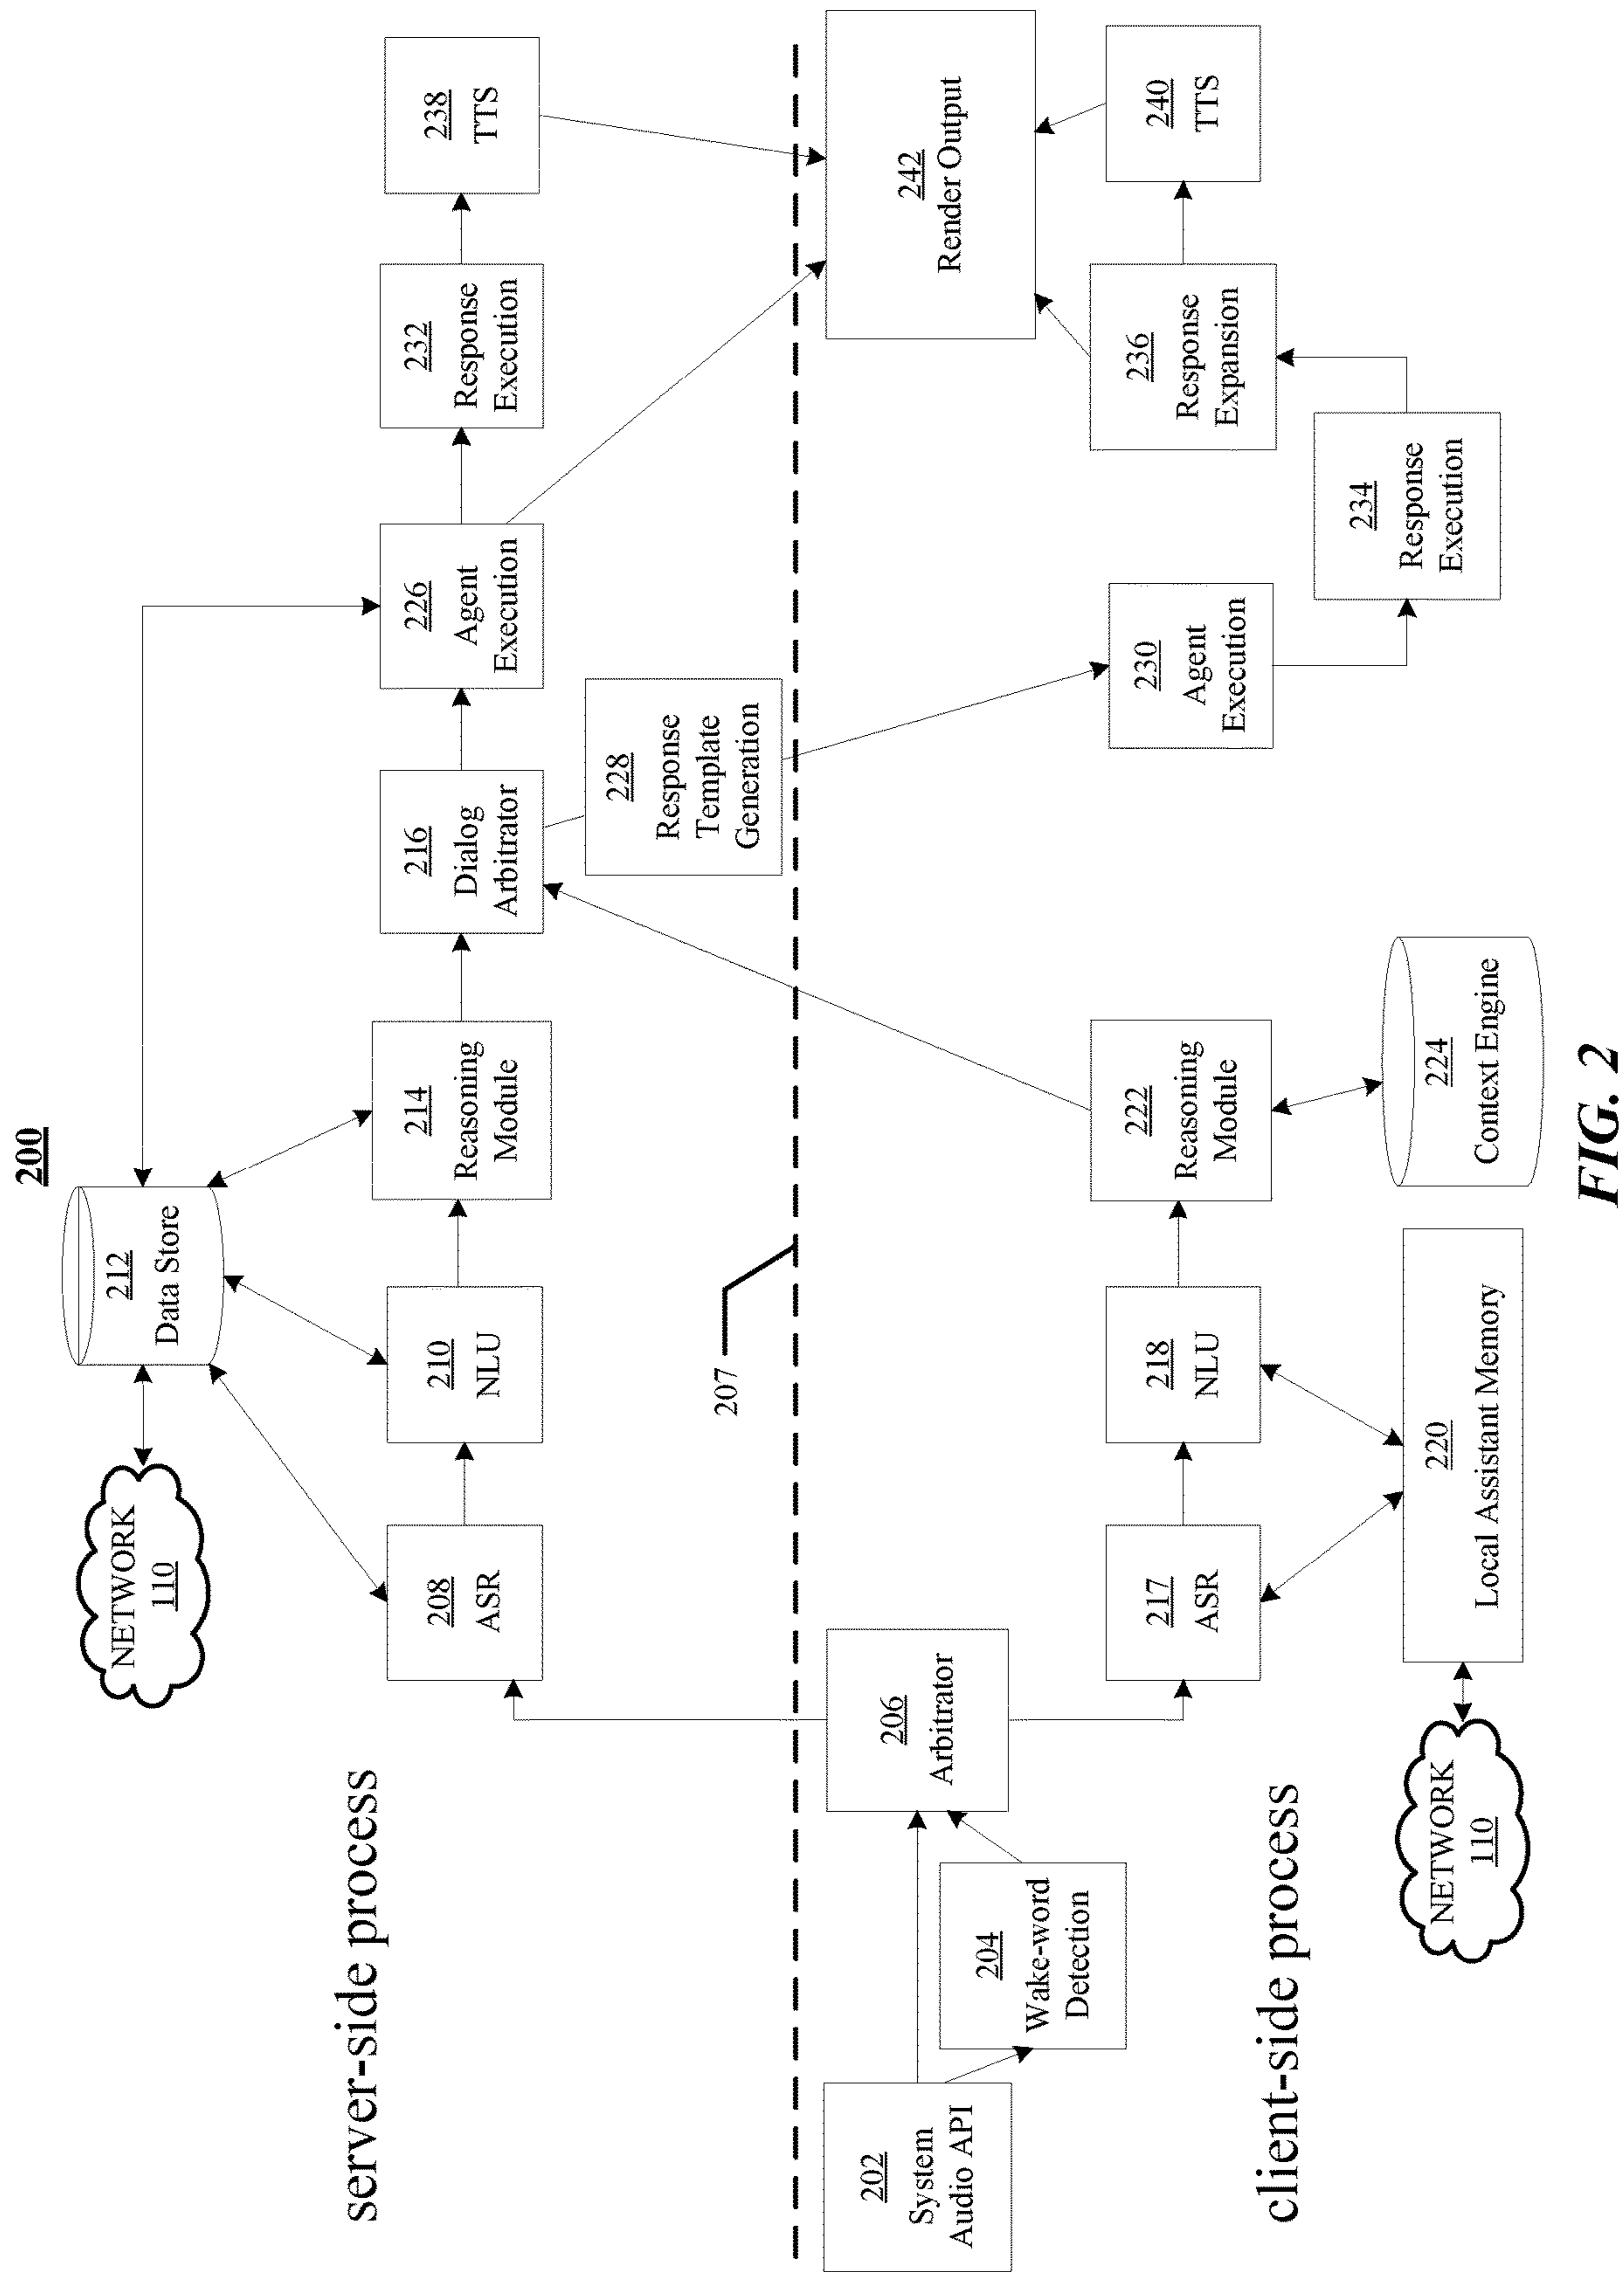 200
NETWORK
110
212
Data Store
server-side process
208
ASR
210
NLU
214
Reasoning
Module
216
Dialog
Arbitrator
226
Agent
Execution
232
Response
Execution
238
TTS
228
Response
Template
Generation
207
202
System
Audio API
204
Wake-word
Detection
206
Arbitrator
242
Render Output
client-side process
217
ASR
218
NLU
222
Reasoning
Module
230
Agent
Execution
236
Response
Expansion
240
TTS
234
Response
Execution
NETWORK
110
220
Local Assistant Memory
224
Context Engine
FIG. 2